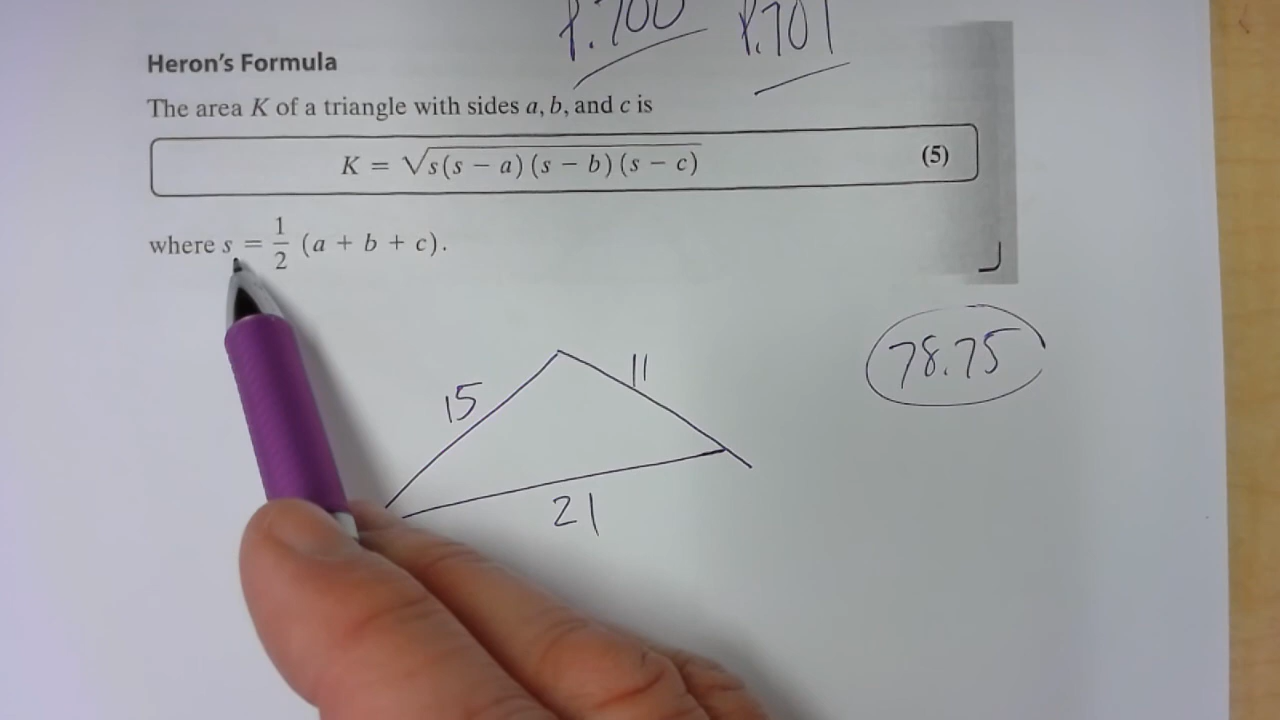 P.700 P.701
Heron's Formula
The area K of a triangle with sides a, b, and c is
K = √s(s − a)(s − b)(s − c) (5)
where s = 1/2 (a + b + c).
78.75
15
11
21